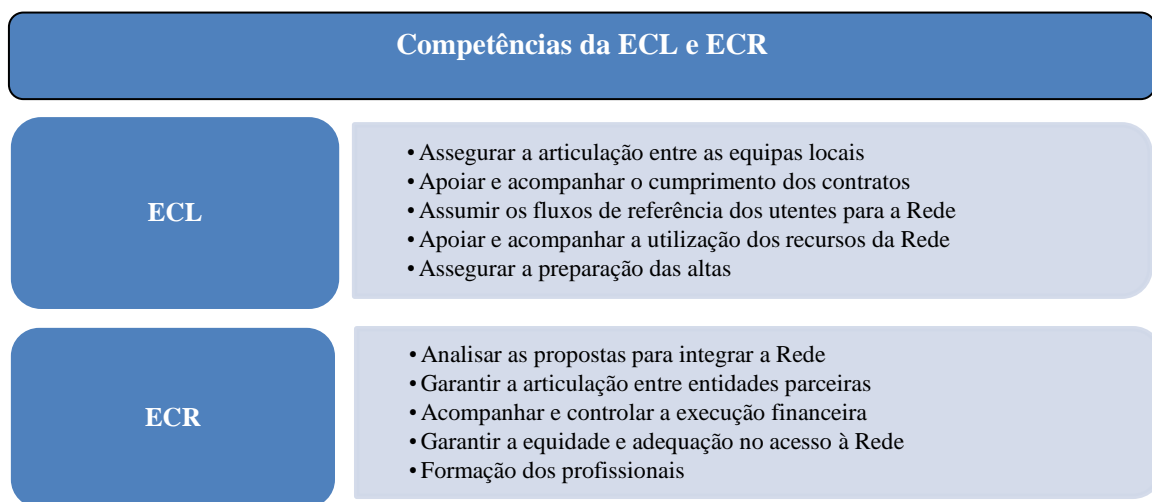 Competências da ECL e ECR
ECL
• Assegurar a articulação entre as equipas locais
• Apoiar e acompanhar o cumprimento dos contratos
• Assumir os fluxos de referência dos utentes para a Rede
• Apoiar e acompanhar a utilização dos recursos da Rede
• Assegurar a preparação das altas
ECR
• Analisar as propostas para integrar a Rede
• Garantir a articulação entre entidades parceiras
• Acompanhar e controlar a execução financeira
• Garantir a equidade e adequação no acesso à Rede
• Formação dos profissionais